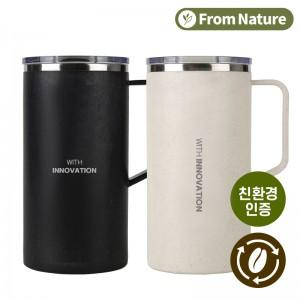 From Nature
WITH
INNOVATION
WITH INNOVATION
친환경
인증